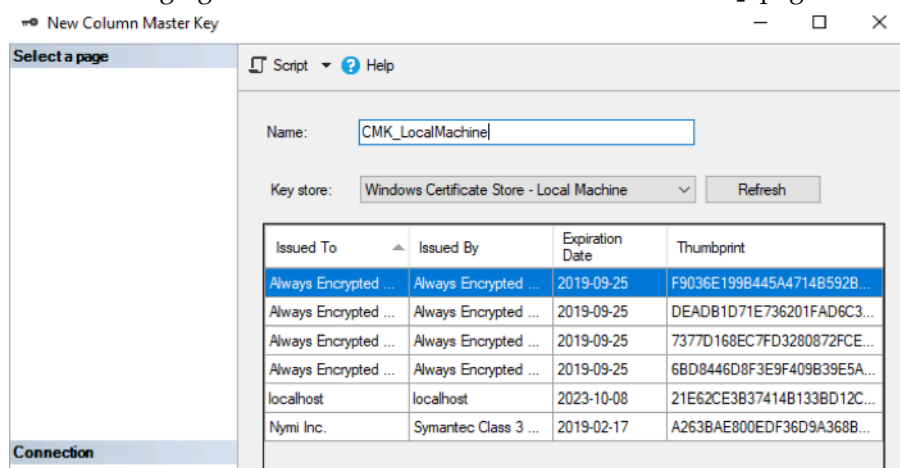 New Column Master Key
Select a page
Script Help
Name: CMK_LocalMachine
Key store: Windows Certificate Store - Local Machine Refresh
Issued To Issued By Expiration Date Thumbprint
Always Encrypted ... Always Encrypted ... 2019-09-25 F9036E199B445A4714B592B...
Always Encrypted ... Always Encrypted ... 2019-09-25 DEADB1D71E736201FAD6C3...
Always Encrypted ... Always Encrypted ... 2019-09-25 7377D168EC7FD3280872FCE...
Always Encrypted ... Always Encrypted ... 2019-09-25 6BD8446D8F3E9F409B39E5A...
localhost localhost 2023-10-08 21E62CE3B37414B133BD12C...
Nymi Inc. Symantec Class 3 ... 2019-02-17 A263BAE800EDF36D9A368B...
Connection